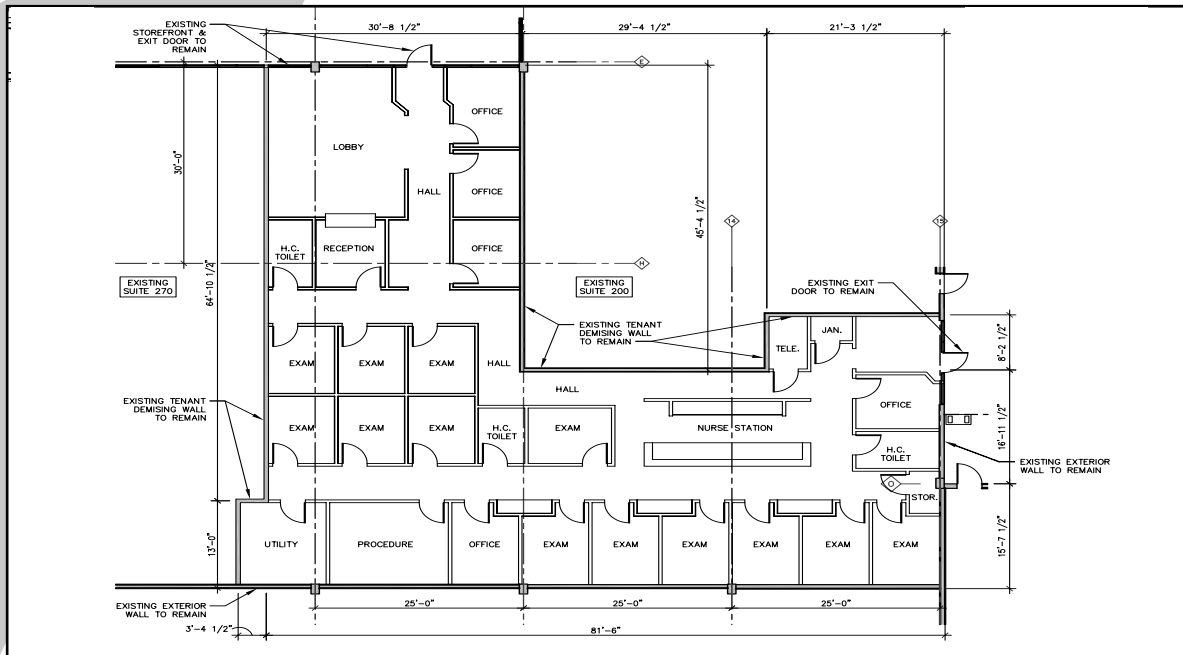 30'-8 1/2"
29'-4 1/2"
21'-3 1/2"
EXISTING
STOREFRONT &
EXIT DOOR TO
REMAIN
E
OFFICE
LOBBY
30'-0"
HALL
OFFICE
45'-4 1/2"
14
15
H.C.
TOILET
RECEPTION
OFFICE
H
64'-10 1/2"
EXISTING
SUITE 270
EXISTING
SUITE 200
EXISTING EXIT
DOOR TO REMAIN
EXISTING TENANT
DEMISING WALL
TO REMAIN
JAN.
TELE.
8'-2 1/2"
EXAM
EXAM
EXAM
HALL
HALL
EXISTING TENANT
DEMISING WALL
TO REMAIN
OFFICE
16'-11 1/2"
EXAM
EXAM
EXAM
H.C.
TOILET
EXAM
NURSE STATION
H.C.
TOILET
EXISTING EXTERIOR
WALL TO REMAIN
STOR.
13'-0"
UTILITY
PROCEDURE
OFFICE
EXAM
EXAM
EXAM
EXAM
EXAM
EXAM
15'-7 1/2"
EXISTING EXTERIOR
WALL TO REMAIN
25'-0"
25'-0"
25'-0"
3'-4 1/2"
81'-6"